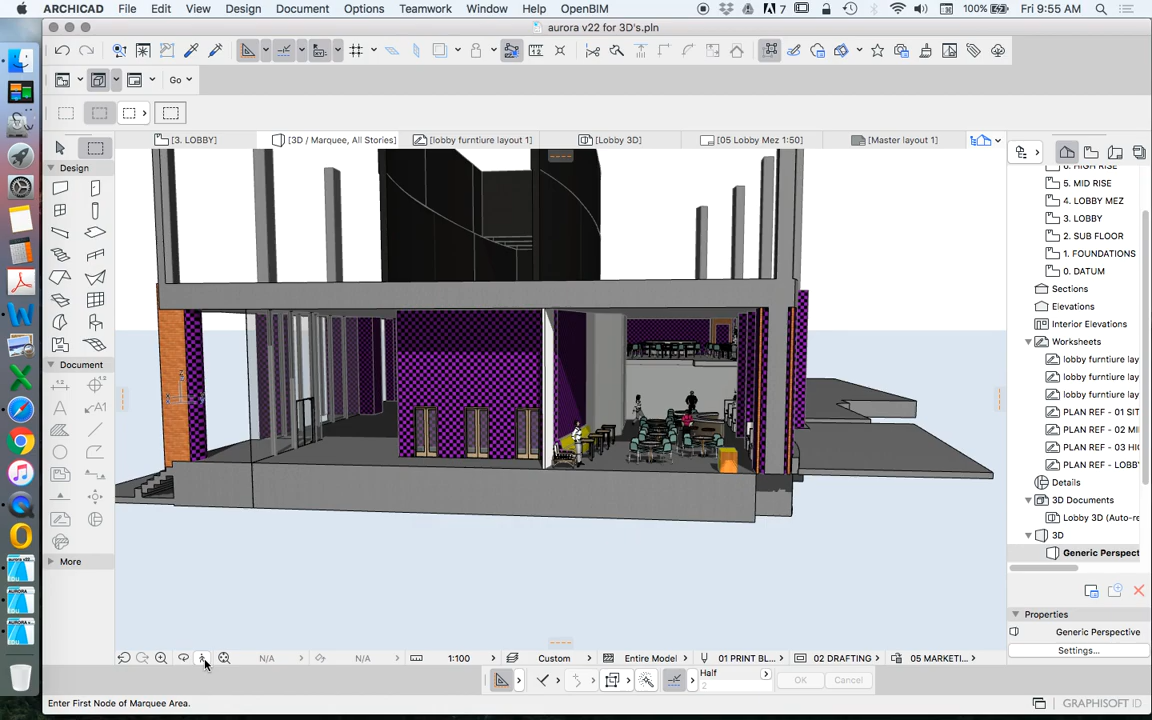 ARCHICAD File Edit View Design Document Options Teamwork Window Help OpenBIM
7 100% Fri 9:55 AM
aurora v22 for 3D's.pln
Go
[3. LOBBY] [3D / Marquee, All Stories] [lobby furntiure layout 1] [Lobby 3D] [05 Lobby Mez 1:50] [Master layout 1]
Design
Document
More
6. HIGH RISE
5. MID RISE
4. LOBBY MEZ
3. LOBBY
2. SUB FLOOR
1. FOUNDATIONS
0. DATUM
Sections
Elevations
Interior Elevations
Worksheets
lobby furntiure lay
lobby furntiure lay
lobby furntiure lay
PLAN REF - 01 SIT
PLAN REF - 02 MI
PLAN REF - 03 HI
PLAN REF - LOBB
Details
3D Documents
Lobby 3D (Auto-re
3D
Generic Perspect
Properties
Generic Perspective
Settings...
N/A N/A 1:100 Custom Entire Model 01 PRINT BL... 02 DRAFTING 05 MARKETI...
Half
2
OK Cancel
Enter First Node of Marquee Area.
GRAPHISOFT ID